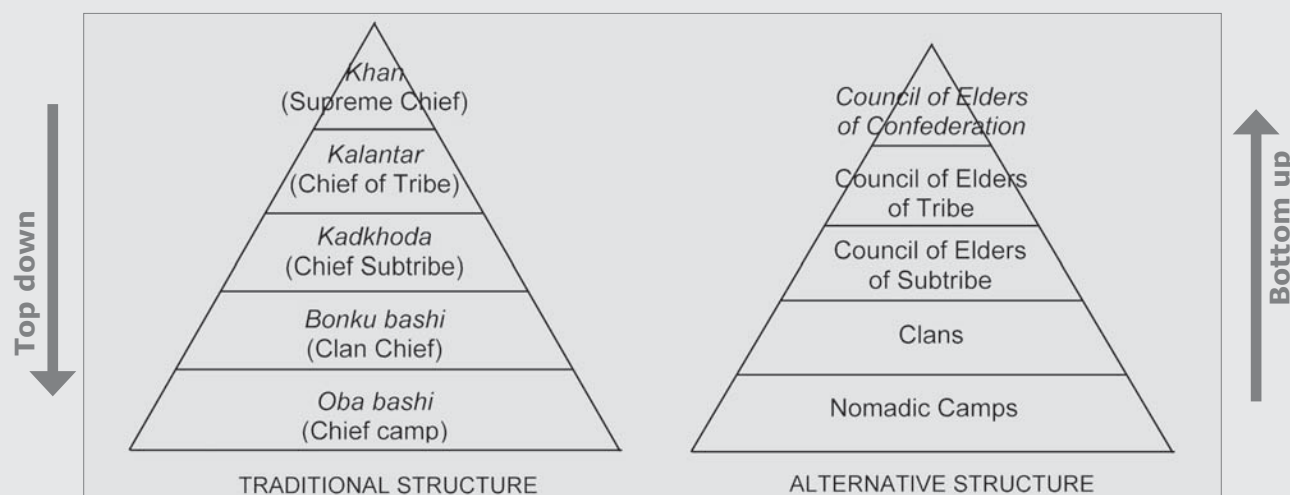 Top down
Khan
(Supreme Chief)
Kalantar
(Chief of Tribe)
Kadkhoda
(Chief Subtribe)
Bonku bashi
(Clan Chief)
Oba bashi
(Chief camp)
TRADITIONAL STRUCTURE
Council of Elders
of Confederation
Council of Elders
of Tribe
Council of Elders
of Subtribe
Clans
Nomadic Camps
ALTERNATIVE STRUCTURE
Bottom up